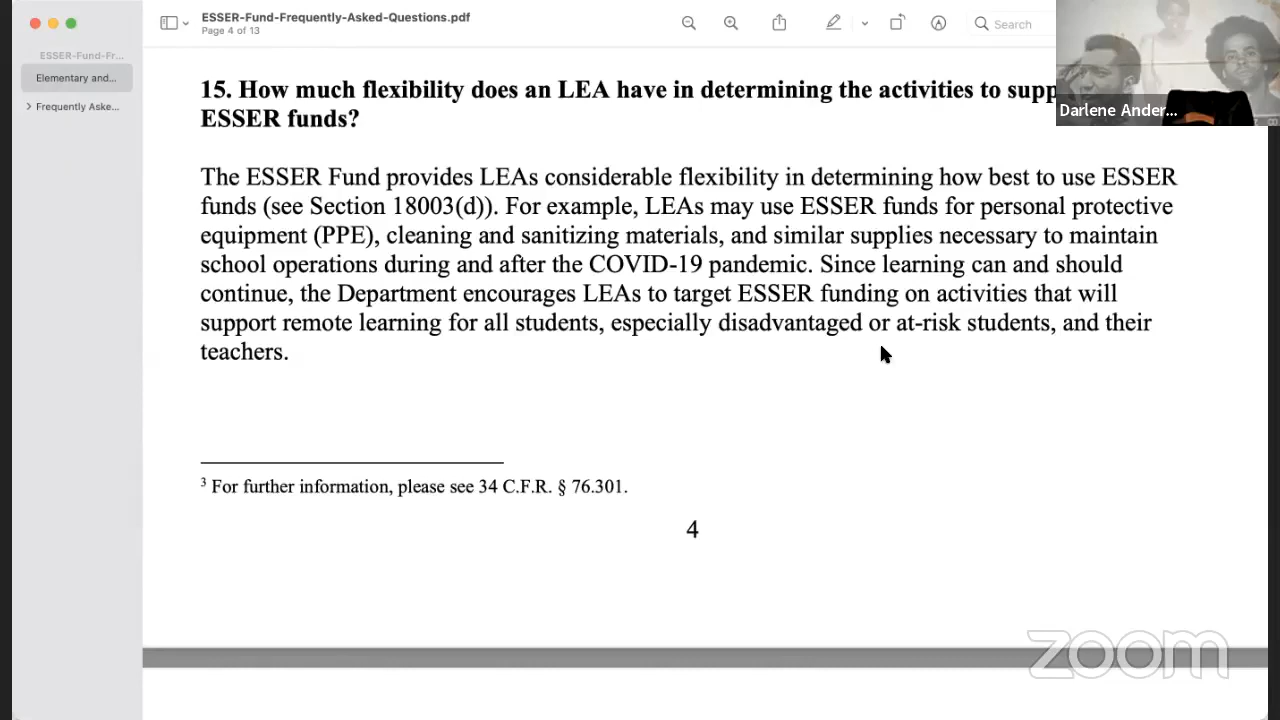 ESSER-Fund-Frequently-Asked-Questions.pdf
Page 4 of 13
Search
ESSER-Fund-Fr...
Elementary and...
Frequently Aske...
Darlene Ander...
15. How much flexibility does an LEA have in determining the activities to
ESSER funds?
The ESSER Fund provides LEAs considerable flexibility in determining how best to use ESSER
funds (see Section 18003(d)). For example, LEAs may use ESSER funds for personal protective
equipment (PPE), cleaning and sanitizing materials, and similar supplies necessary to maintain
school operations during and after the COVID-19 pandemic. Since learning can and should
continue, the Department encourages LEAs to target ESSER funding on activities that will
support remote learning for all students, especially disadvantaged or at-risk students, and their
teachers.
3 For further information, please see 34 C.F.R. § 76.301.
4
zoom